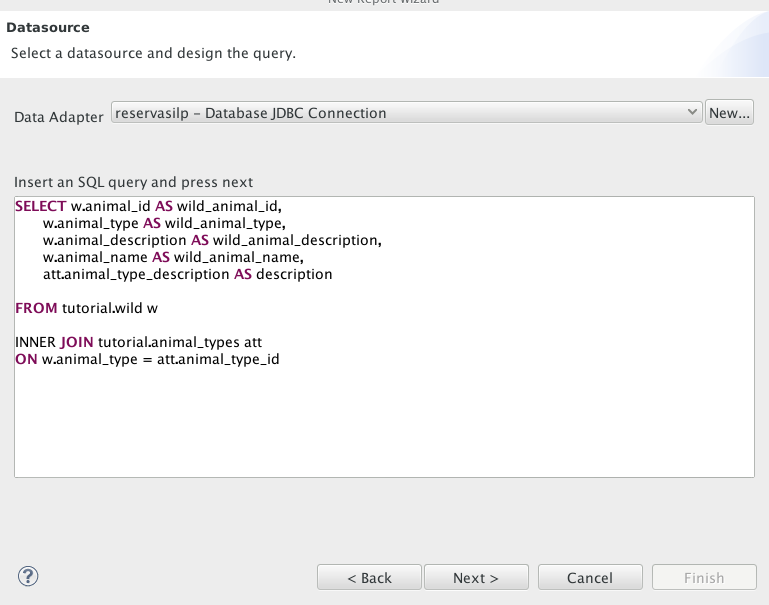 New Report Wizard
Datasource
Select a datasource and design the query.
Data Adapter reservasilp - Database JDBC Connection New...
Insert an SQL query and press next
SELECT w.animal_id AS wild_animal_id,
w.animal_type AS wild_animal_type,
w.animal_description AS wild_animal_description,
w.animal_name AS wild_animal_name,
att.animal_type_description AS description
FROM tutorial.wild w
INNER JOIN tutorial.animal_types att
ON w.animal_type = att.animal_type_id
? < Back Next > Cancel Finish